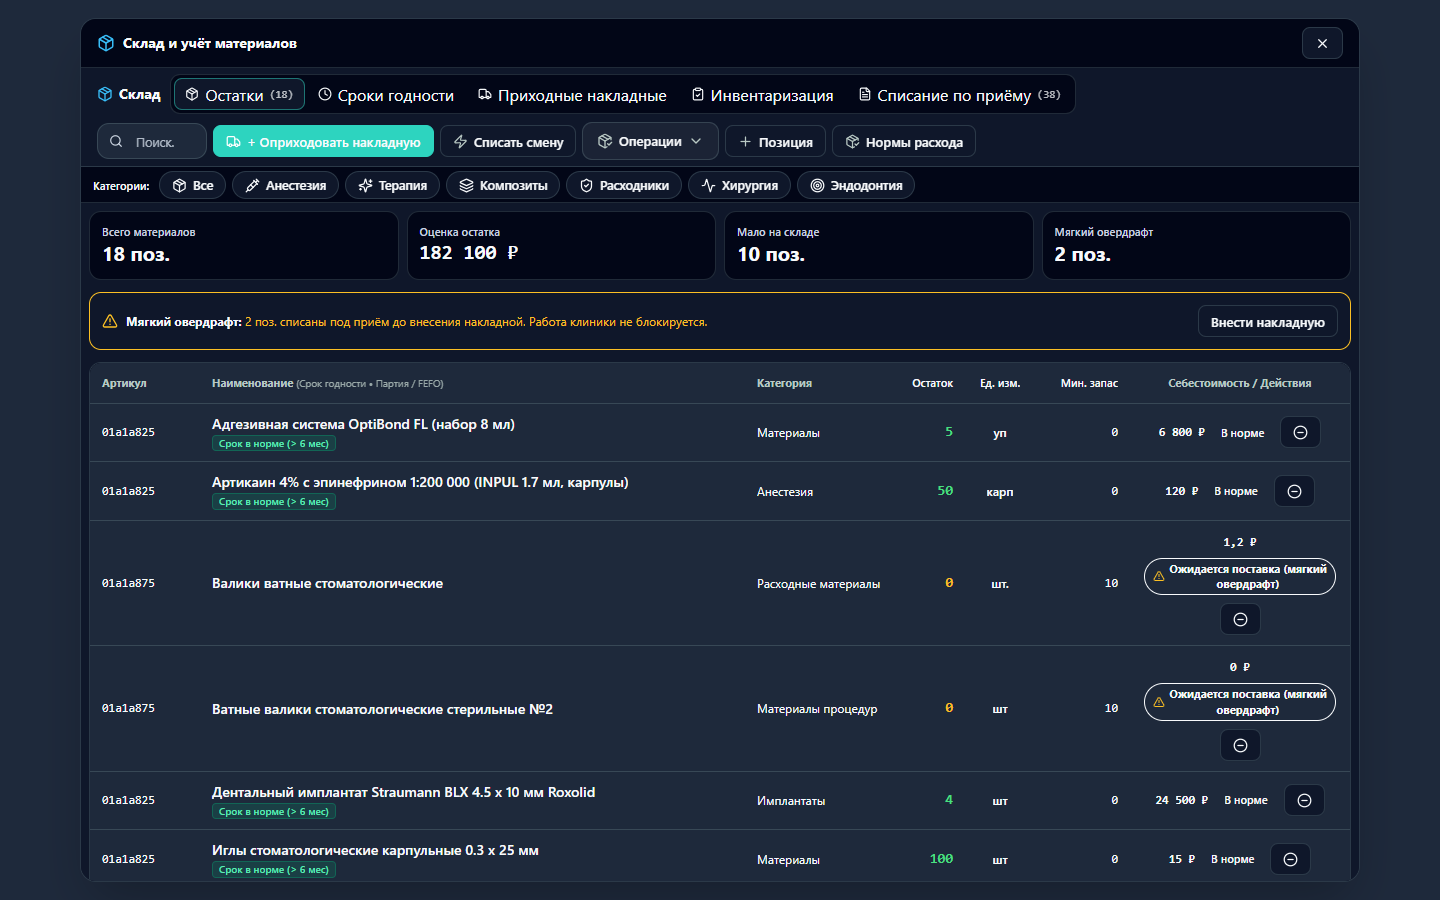 Склад и учёт материалов
Склад
Остатки (18)
Сроки годности
Приходные накладные
Инвентаризация
Списание по приёму (38)
Поиск.
+ Оприходовать накладную
Списать смену
Операции
Позиция
Нормы расхода
Категории:
Все
Анестезия
Терапия
Композиты
Расходники
Хирургия
Эндодонтия
Всего материалов
18 поз.
Оценка остатка
182 100 ₽
Мало на складе
10 поз.
Мягкий овердрафт
2 поз.
Мягкий овердрафт: 2 поз. списаны под приём до внесения накладной. Работа клиники не блокируется.
Внести накладную
Артикул Наименование (Срок годности • Партия / FEFO) Категория Остаток Ед. изм. Мин. запас Себестоимость / Действия
01a1a825 Адгезивная система OptiBond FL (набор 8 мл) Материалы 5 уп 0 6 800 ₽ В норме
Срок в норме (> 6 мес)
01a1a825 Артикаин 4% с эпинефрином 1:200 000 (INPUL 1.7 мл, карпулы) Анестезия 50 карп 0 120 ₽ В норме
Срок в норме (> 6 мес)
01a1a875 Валики ватные стоматологические Расходные материалы 0 шт. 10 1,2 ₽
Ожидается поставка (мягкий
овердрафт)
01a1a875 Ватные валики стоматологические стерильные №2 Материалы процедур 0 шт 10 0 ₽
Ожидается поставка (мягкий
овердрафт)
01a1a825 Дентальный имплантат Straumann BLX 4.5 x 10 мм Roxolid Имплантаты 4 шт 0 24 500 ₽ В норме
Срок в норме (> 6 мес)
01a1a825 Иглы стоматологические карпульные 0.3 x 25 мм Материалы 100 шт 0 15 ₽ В норме
Срок в норме (> 6 мес)